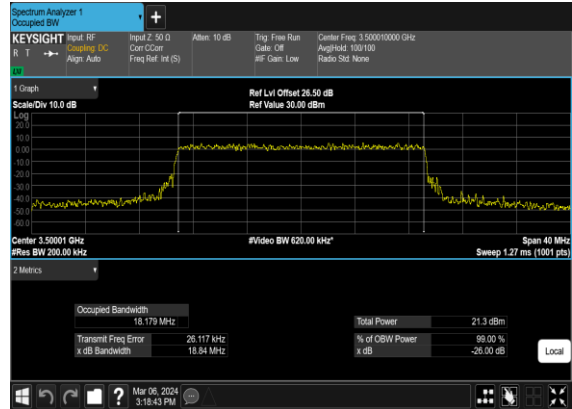 Spectrum Analyzer 1
Occupied BW
KEYSIGHT Input: RF Input Z: 50 Ω Atten: 10 dB Trig: Free Run Center Freq: 3.500010000 GHz
R T Coupling: DC Corr CCorr Gate: Off Avg|Hold: 100/100
Align: Auto Freq Ref: Int (S) #IF Gain: Low Radio Std: None
LW
1 Graph
Ref Lvl Offset 26.50 dB
Scale/Div 10.0 dB Ref Value 30.00 dBm
Log
20.0
10.0
0.00
-10.0
-20.0
-30.0
-40.0
-50.0
-60.0
Center 3.50001 GHz #Video BW 620.00 kHz* Span 40 MHz
#Res BW 200.00 kHz Sweep 1.27 ms (1001 pts)
2 Metrics
Occupied Bandwidth
18.179 MHz Total Power 21.3 dBm
Transmit Freq Error 26.117 kHz % of OBW Power 99.00 %
x dB Bandwidth 18.84 MHz x dB -26.00 dB
Local
? Mar 06, 2024
3:18:43 PM